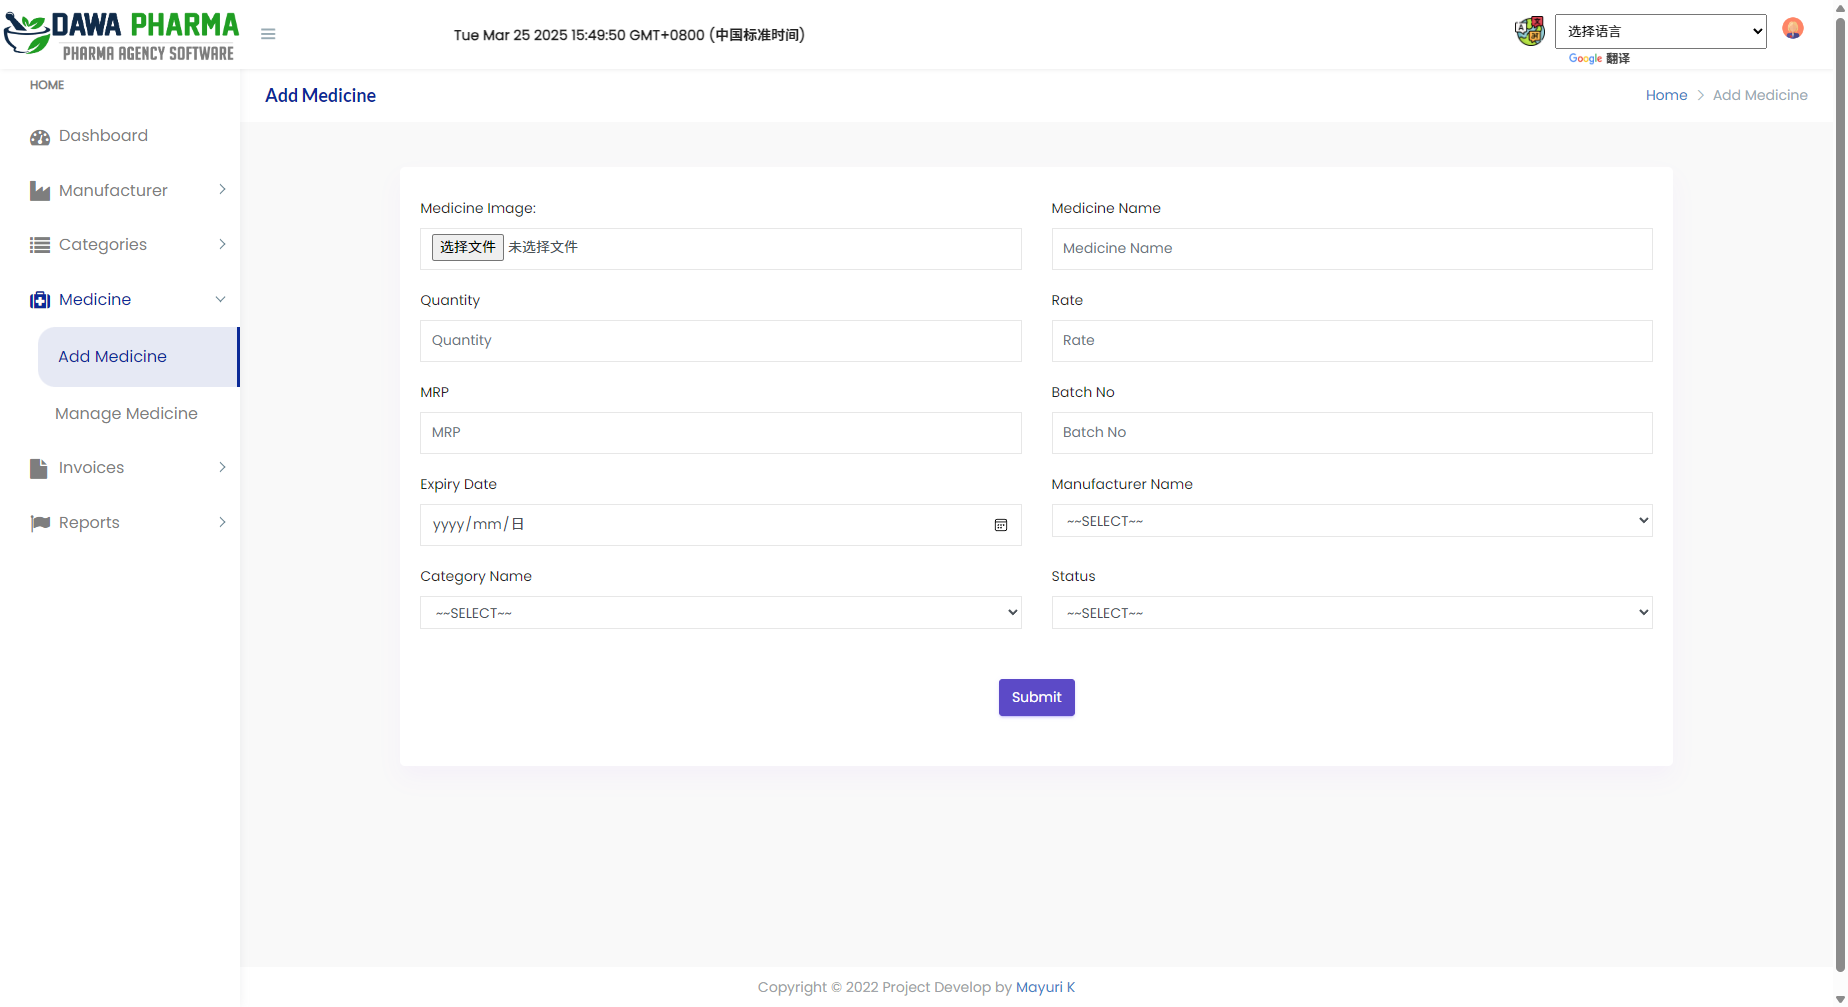 DAWA PHARMA
PHARMA AGENCY SOFTWARE
Tue Mar 25 2025 15:49:50 GMT+0800 (中国标准时间)
选择语言
Google 翻译
HOME
Dashboard
Manufacturer
Categories
Medicine
Add Medicine
Manage Medicine
Invoices
Reports
Add Medicine
Home > Add Medicine
Medicine Image:
选择文件 未选择文件
Medicine Name
Medicine Name
Quantity
Quantity
Rate
Rate
MRP
MRP
Batch No
Batch No
Expiry Date
yyyy/mm/日
Manufacturer Name
~~SELECT~~
Category Name
~~SELECT~~
Status
~~SELECT~~
Submit
Copyright © 2022 Project Develop by Mayuri K